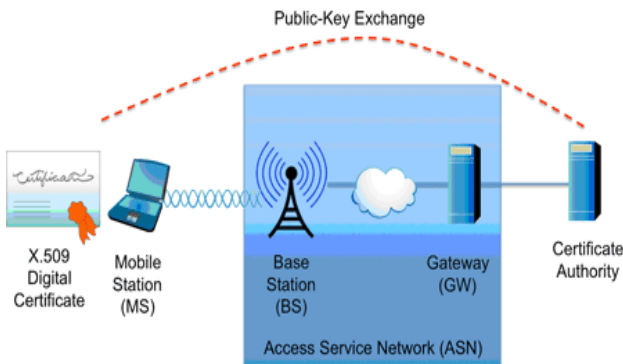 Public-Key Exchange
Certificate
X.509
Digital
Certificate
Mobile
Station
(MS)
Base
Station
(BS)
Gateway
(GW)
Certificate
Authority
Access Service Network (ASN)